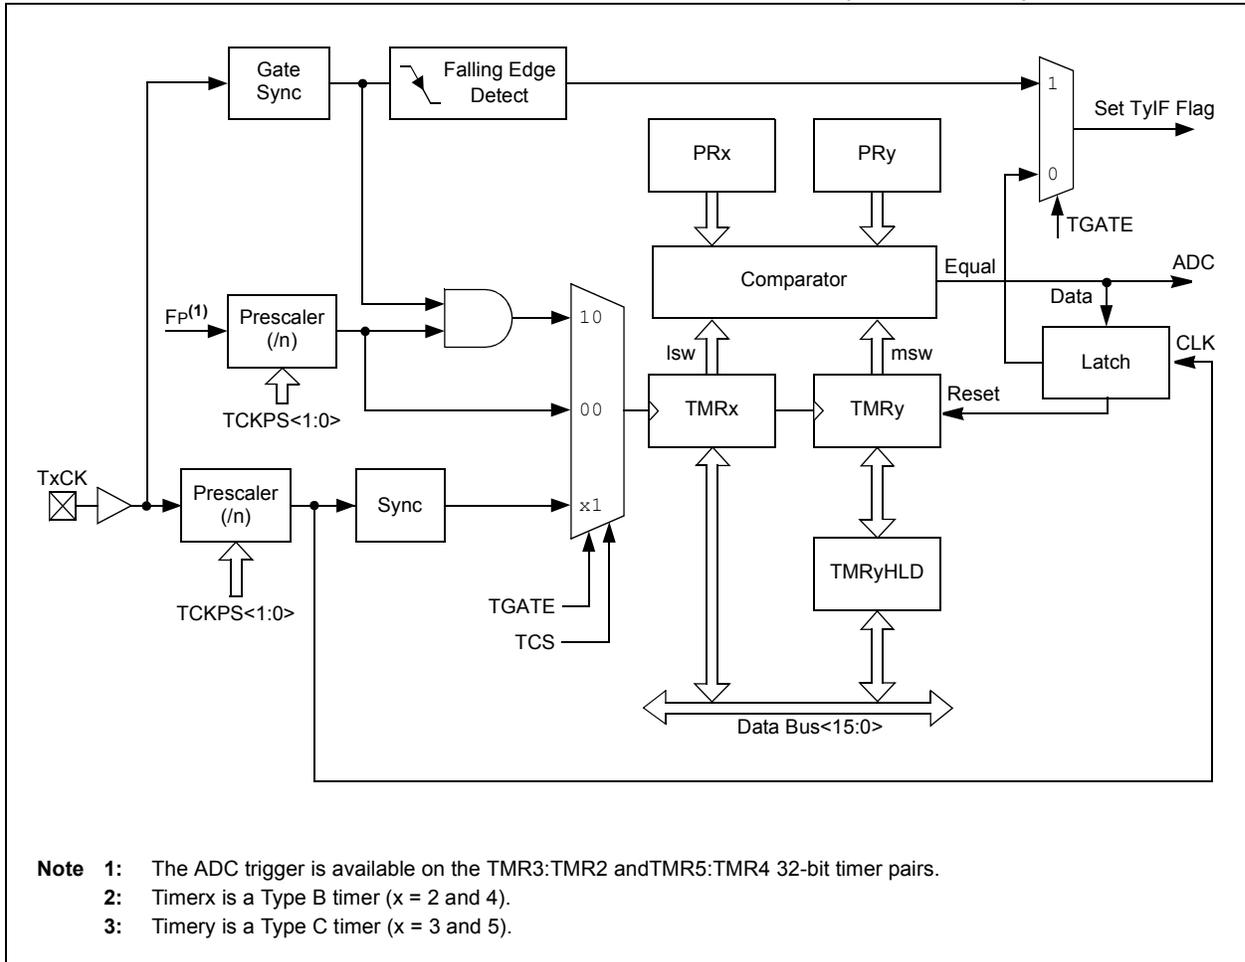 Gate
Sync
Falling Edge
Detect
1
Set TyIF Flag
PRx
PRy
0
TGATE
Comparator
Equal
ADC
Data
FP(1)
Prescaler
(/n)
10
lsw
msw
Latch
CLK
TCKPS<1:0>
00
TMRx
TMRy
Reset
TxCK
Prescaler
(/n)
Sync
x1
TMRyHLD
TCKPS<1:0>
TGATE
TCS
Data Bus<15:0>
Note 1: The ADC trigger is available on the TMR3:TMR2 andTMR5:TMR4 32-bit timer pairs.
2: Timerx is a Type B timer (x = 2 and 4).
3: Timery is a Type C timer (x = 3 and 5).